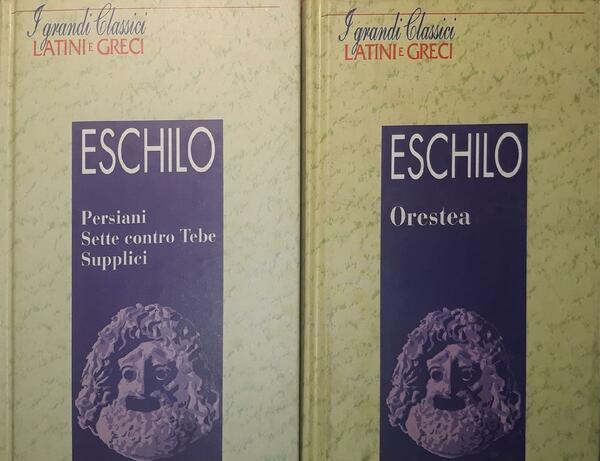 I grandi Classici
LATINI E GRECI
ESCHILO
Persiani
Sette contro Tebe
Supplici
I grandi Classici
LATINI E GRECI
ESCHILO
Orestea